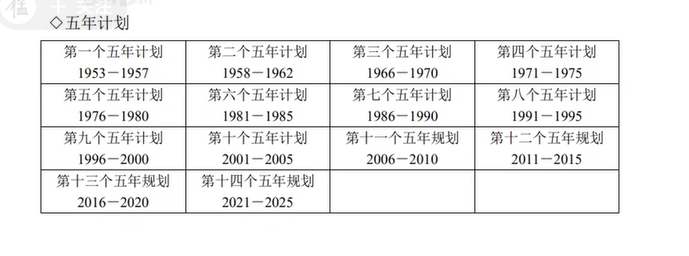 ◇五年计划
第一个五年计划 第二个五年计划 第三个五年计划 第四个五年计划
1953－1957 1958－1962 1966－1970 1971－1975
第五个五年计划 第六个五年计划 第七个五年计划 第八个五年计划
1976－1980 1981－1985 1986－1990 1991－1995
第九个五年计划 第十个五年计划 第十一个五年规划 第十二个五年规划
1996－2000 2001－2005 2006－2010 2011－2015
第十三个五年规划 第十四个五年规划
2016－2020 2021－2025